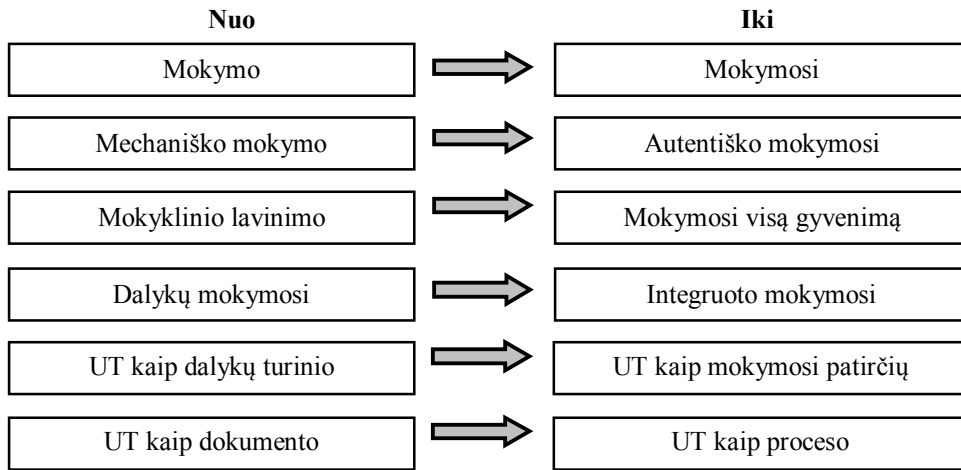 Nuo Iki
Mokymo Mokymosi
Mechaniško mokymo Autentiško mokymosi
Mokyklinio lavinimo Mokymosi visą gyvenimą
Dalykų mokymosi Integruoto mokymosi
UT kaip dalykų turinio UT kaip mokymosi patirčių
UT kaip dokumento UT kaip proceso